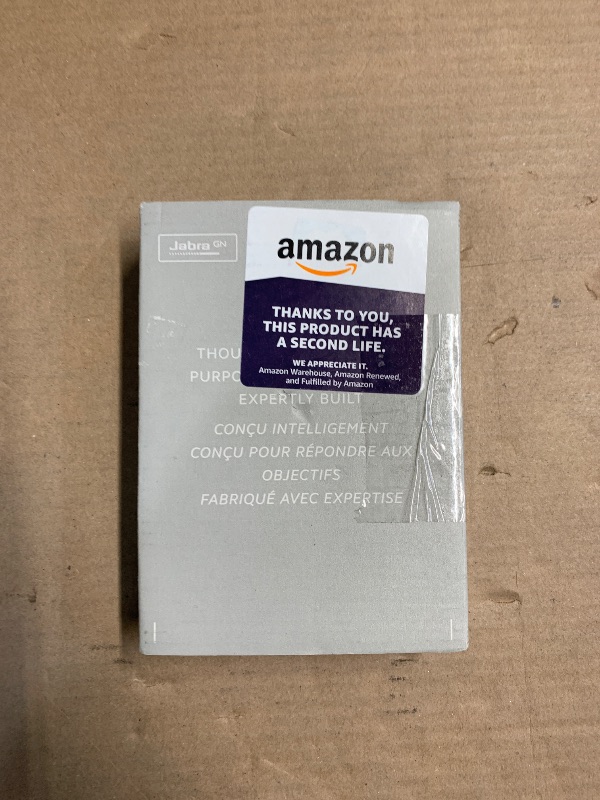 Jabra GN
amazon
THANKS TO YOU,
THIS PRODUCT HAS
A SECOND LIFE.
WE APPRECIATE IT.
Amazon Warehouse, Amazon Renewed,
and Fulfilled by Amazon
EXPERTLY BUILT
CONÇU INTELLIGEMENT
CONÇU POUR RÉPONDRE AUX
OBJECTIFS
FABRIQUÉ AVEC EXPERTISE